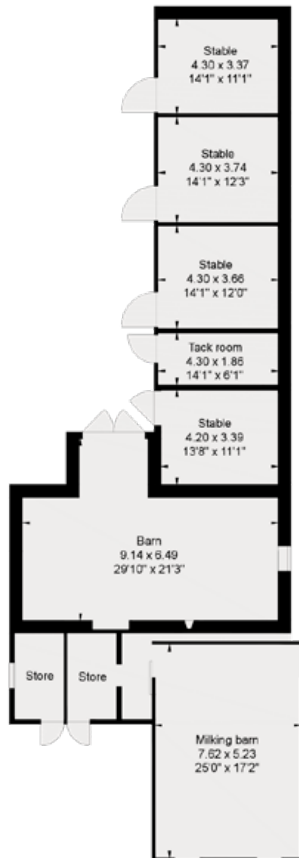 Stable
4.30 x 3.37
14'1" x 11'1"
Stable
4.30 x 3.74
14'1" x 12'3"
Stable
4.30 x 3.66
14'1" x 12'0"
Tack room
4.30 x 1.86
14'1" x 6'1"
Stable
4.20 x 3.39
13'8" x 11'1"
Barn
9.14 x 6.49
29'10" x 21'3"
Store
Store
Milking barn
7.62 x 5.23
25'0" x 17'2"